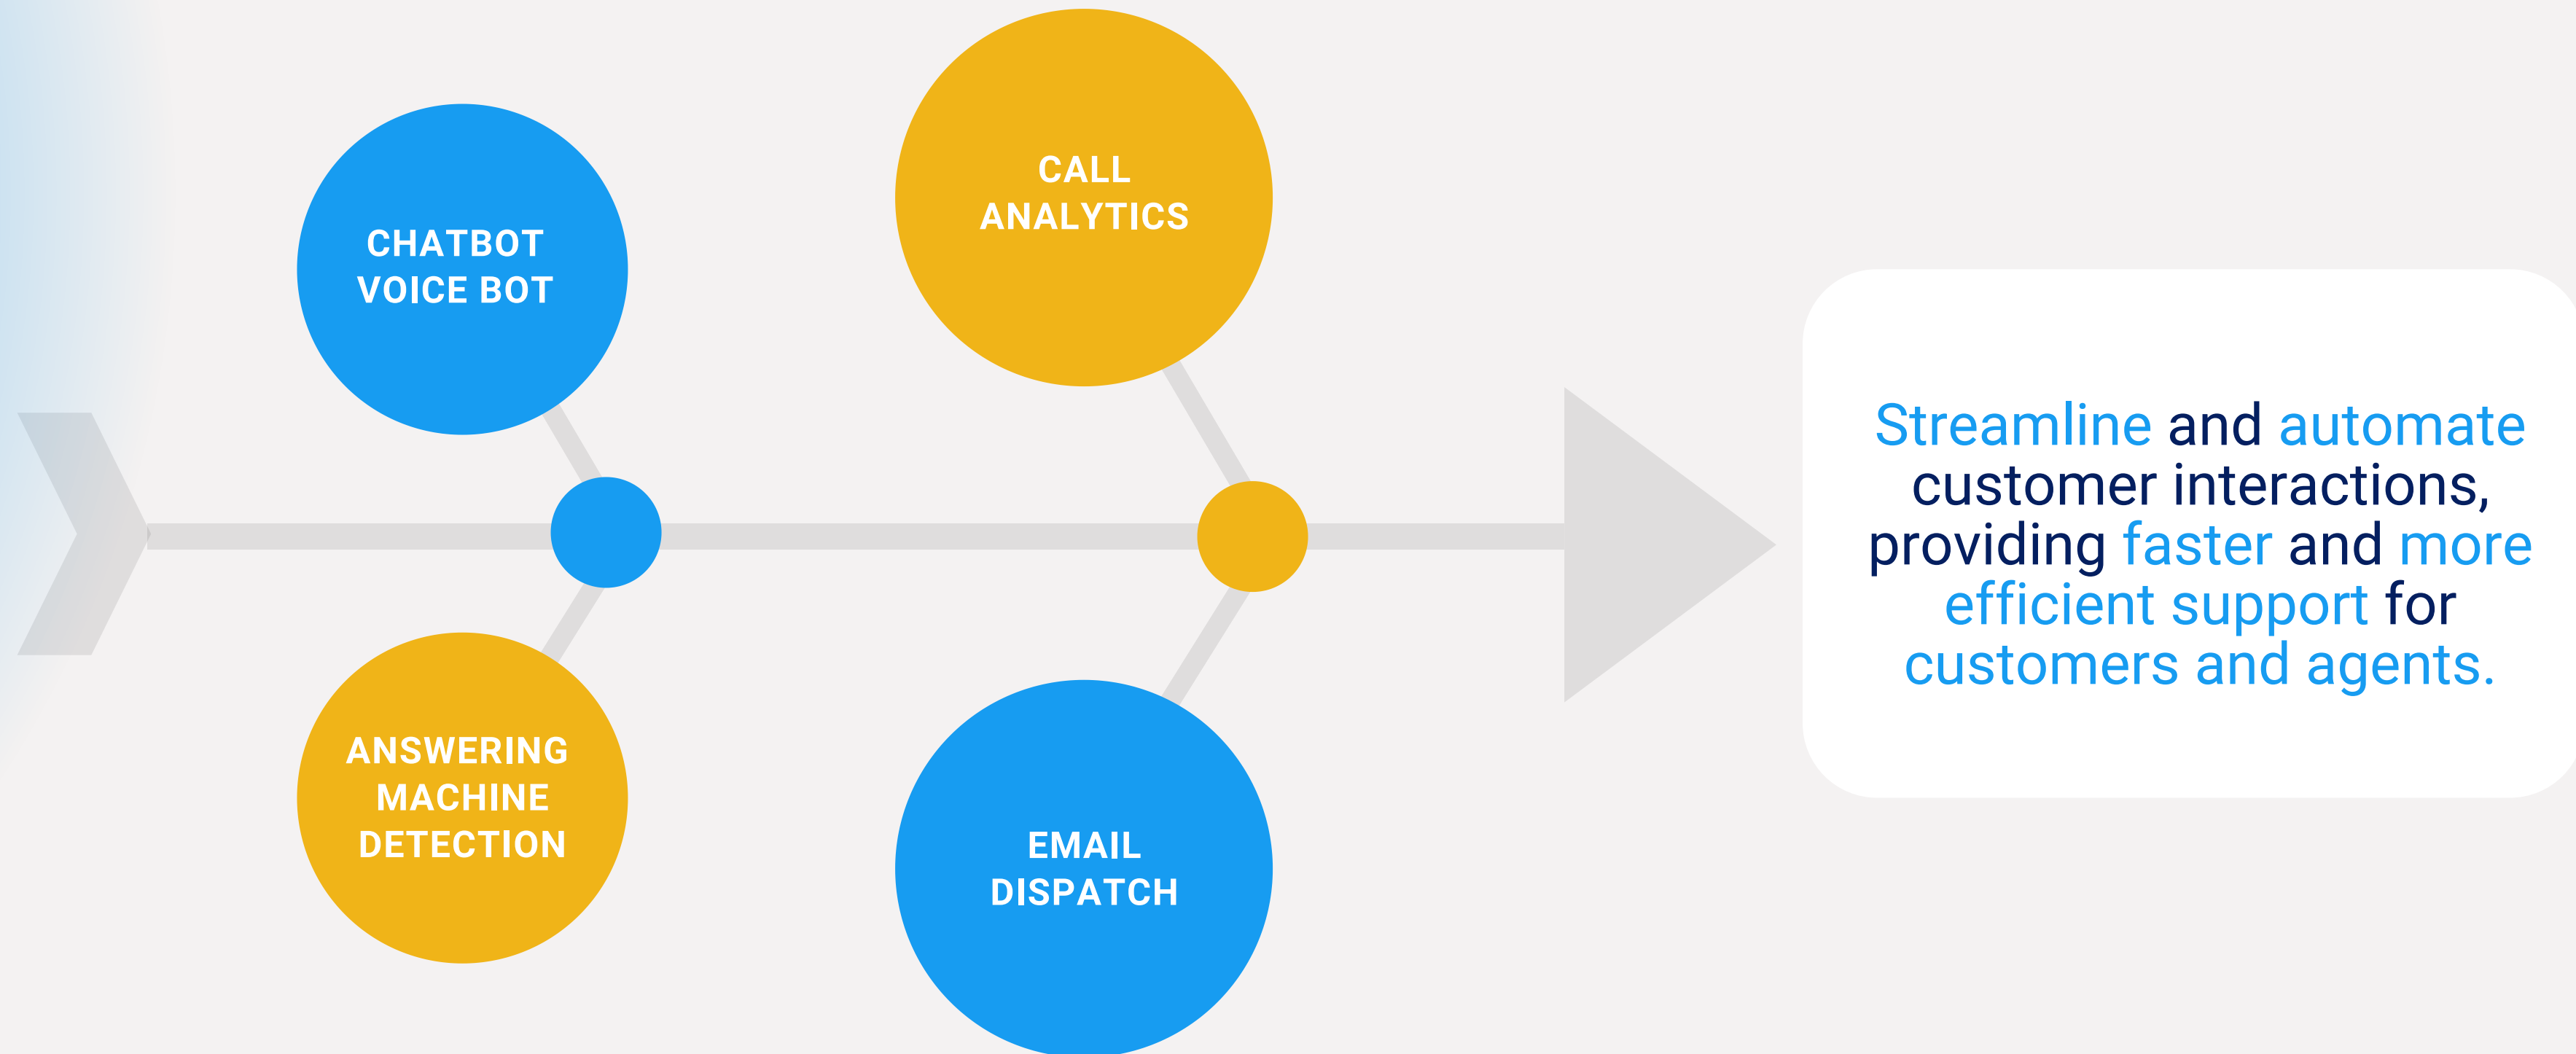 CHATBOT
VOICE BOT
CALL
ANALYTICS
ANSWERING
MACHINE
DETECTION
EMAIL
DISPATCH
Streamline and automate
customer interactions,
providing faster and more
efficient support for
customers and agents.